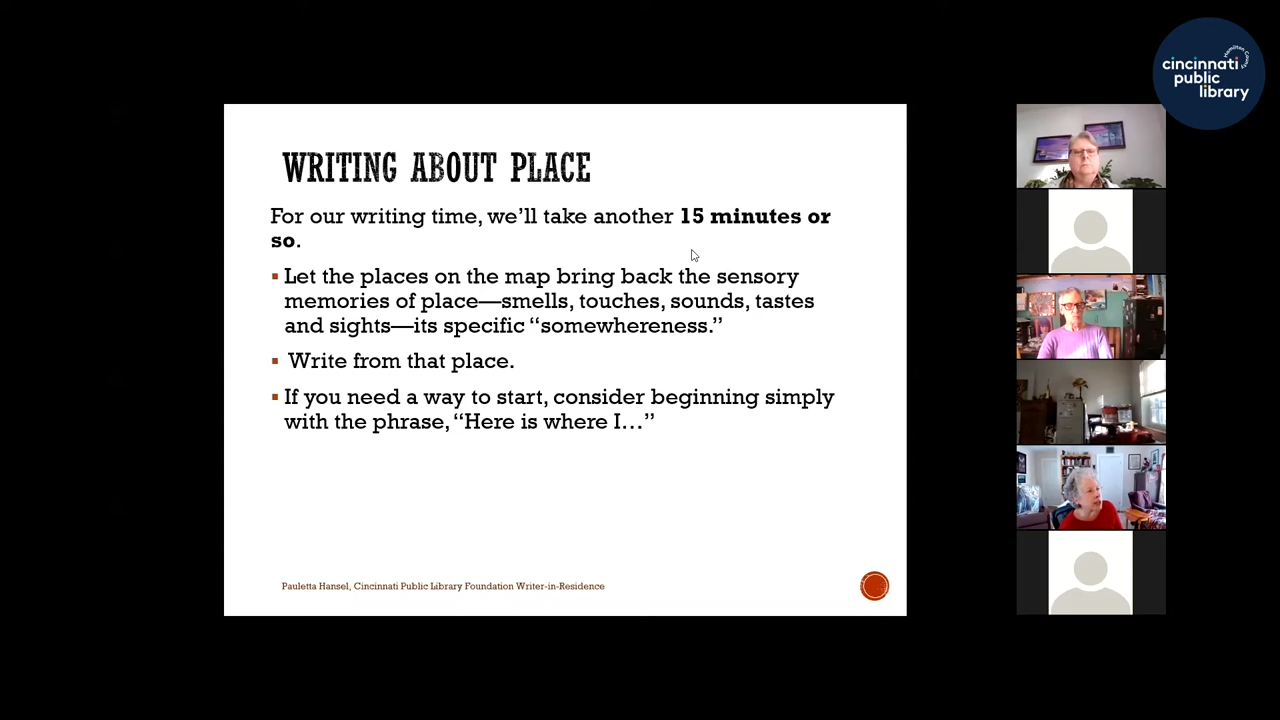 Hamilton County
cincinnati
public
library
WRITING ABOUT PLACE
For our writing time, we’ll take another 15 minutes or
so.
▪ Let the places on the map bring back the sensory
memories of place—smells, touches, sounds, tastes
and sights—its specific “somewhereness.”
▪ Write from that place.
▪ If you need a way to start, consider beginning simply
with the phrase, “Here is where I…”
Pauletta Hansel, Cincinnati Public Library Foundation Writer-in-Residence